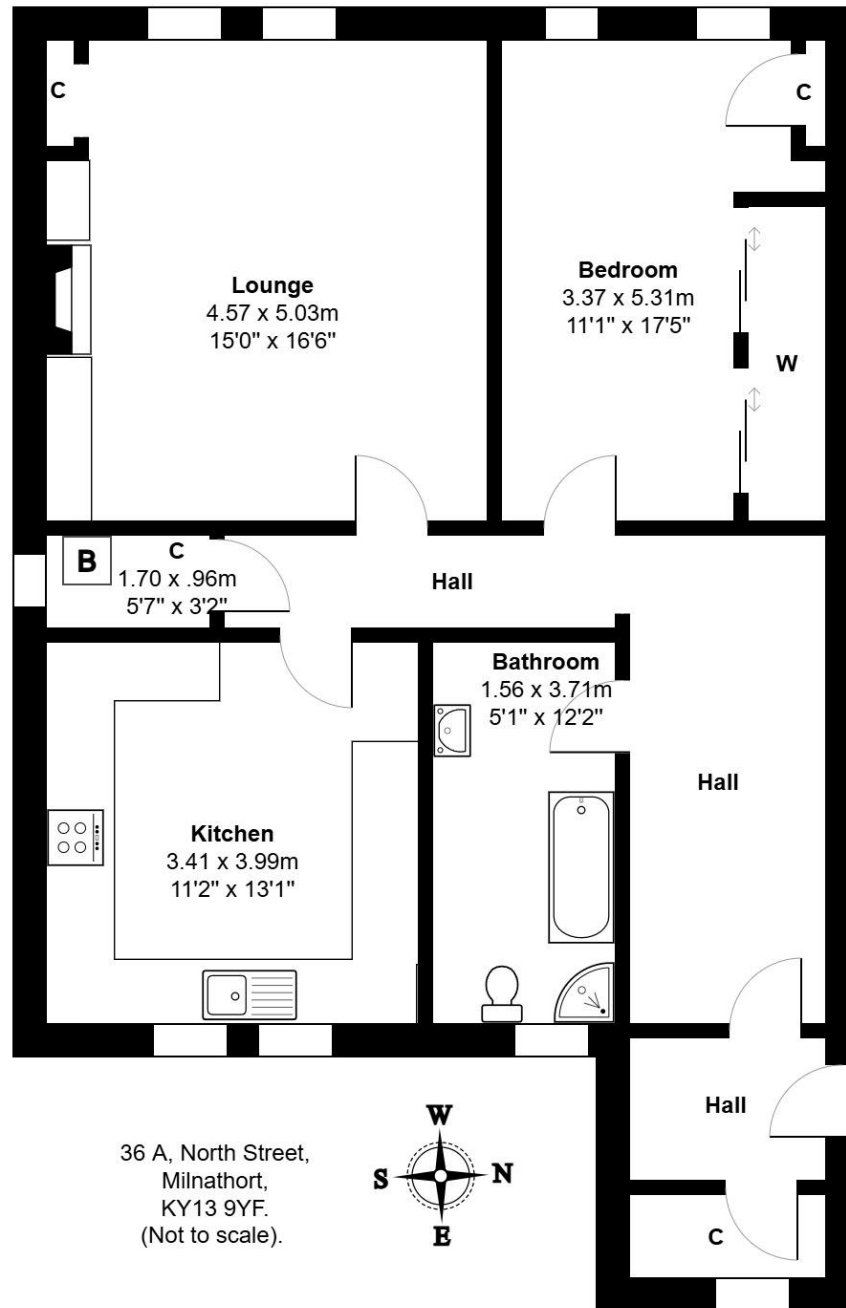 C
C
Lounge
4.57 x 5.03m
15'0" x 16'6"
Bedroom
3.37 x 5.31m
11'1" x 17'5"
W
B
C
1.70 x .96m
5'7" x 3'2"
Hall
Bathroom
1.56 x 3.71m
5'1" x 12'2"
Hall
Kitchen
3.41 x 3.99m
11'2" x 13'1"
Hall
C
36 A, North Street,
Milnathort,
KY13 9YF.
(Not to scale).
W
S N
E